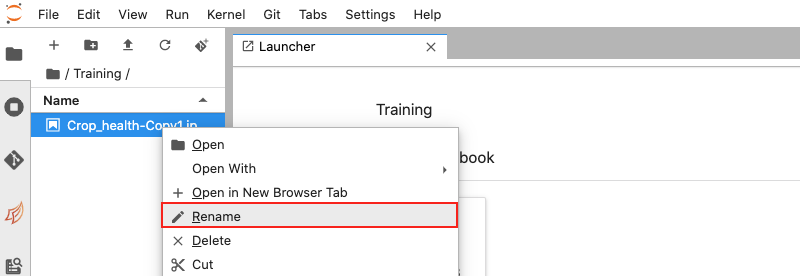 File Edit View Run Kernel Git Tabs Settings Help
Launcher
/ Training /
Name
Training
Crop_health-Copy1.ip
Open
Open With
book
Open in New Browser Tab
Rename
Delete
Cut